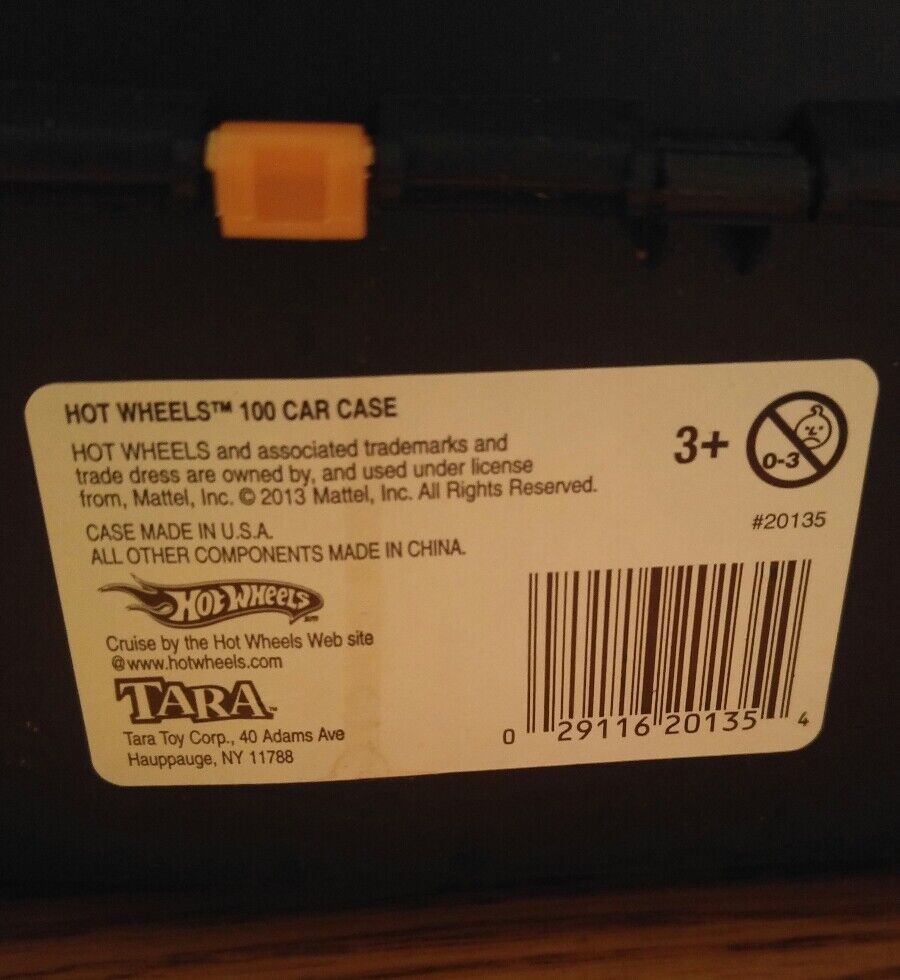 HOT WHEELS™ 100 CAR CASE
HOT WHEELS and associated trademarks and
trade dress are owned by, and used under license
from, Mattel, Inc. © 2013 Mattel, Inc. All Rights Reserved.
CASE MADE IN U.S.A.
ALL OTHER COMPONENTS MADE IN CHINA.
HOT WHEELS
Cruise by the Hot Wheels Web site
@www.hotwheels.com
TARA™
Tara Toy Corp., 40 Adams Ave
Hauppauge, NY 11788
3+
0-3
#20135
0 29116 20135 4